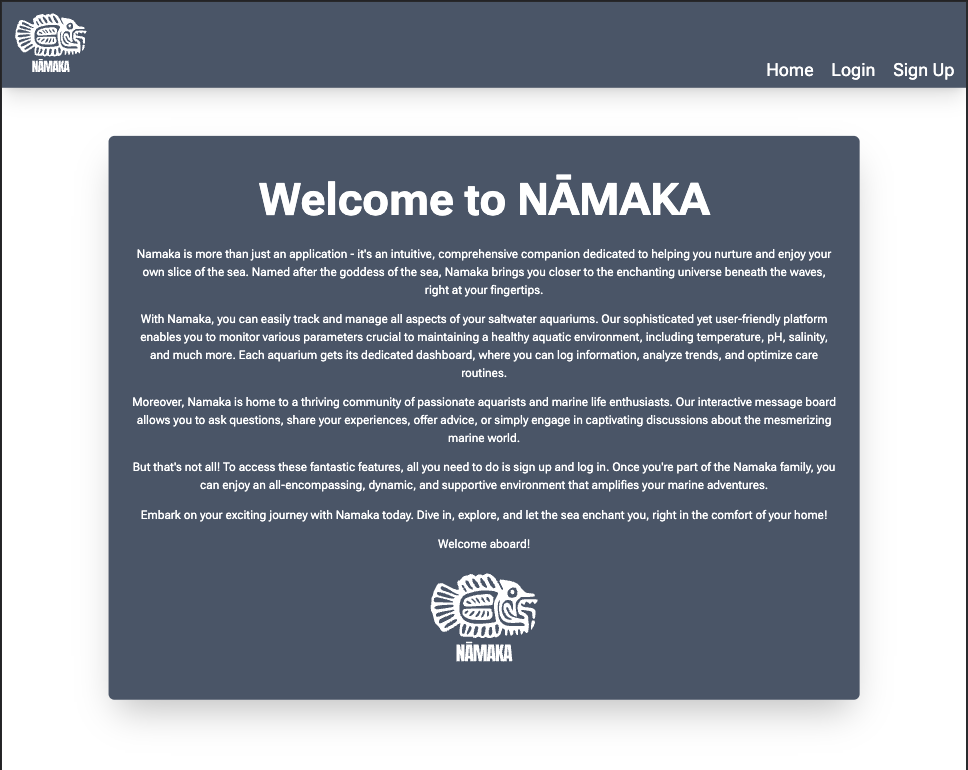 NĀMAKA
Home Login Sign Up
Welcome to NĀMAKA
Namaka is more than just an application - it's an intuitive, comprehensive companion dedicated to helping you nurture and enjoy your
own slice of the sea. Named after the goddess of the sea, Namaka brings you closer to the enchanting universe beneath the waves,
right at your fingertips.
With Namaka, you can easily track and manage all aspects of your saltwater aquariums. Our sophisticated yet user-friendly platform
enables you to monitor various parameters crucial to maintaining a healthy aquatic environment, including temperature, pH, salinity,
and much more. Each aquarium gets its dedicated dashboard, where you can log information, analyze trends, and optimize care
routines.
Moreover, Namaka is home to a thriving community of passionate aquarists and marine life enthusiasts. Our interactive message board
allows you to ask questions, share your experiences, offer advice, or simply engage in captivating discussions about the mesmerizing
marine world.
But that's not all! To access these fantastic features, all you need to do is sign up and log in. Once you're part of the Namaka family, you
can enjoy an all-encompassing, dynamic, and supportive environment that amplifies your marine adventures.
Embark on your exciting journey with Namaka today. Dive in, explore, and let the sea enchant you, right in the comfort of your home!
Welcome aboard!
NĀMAKA